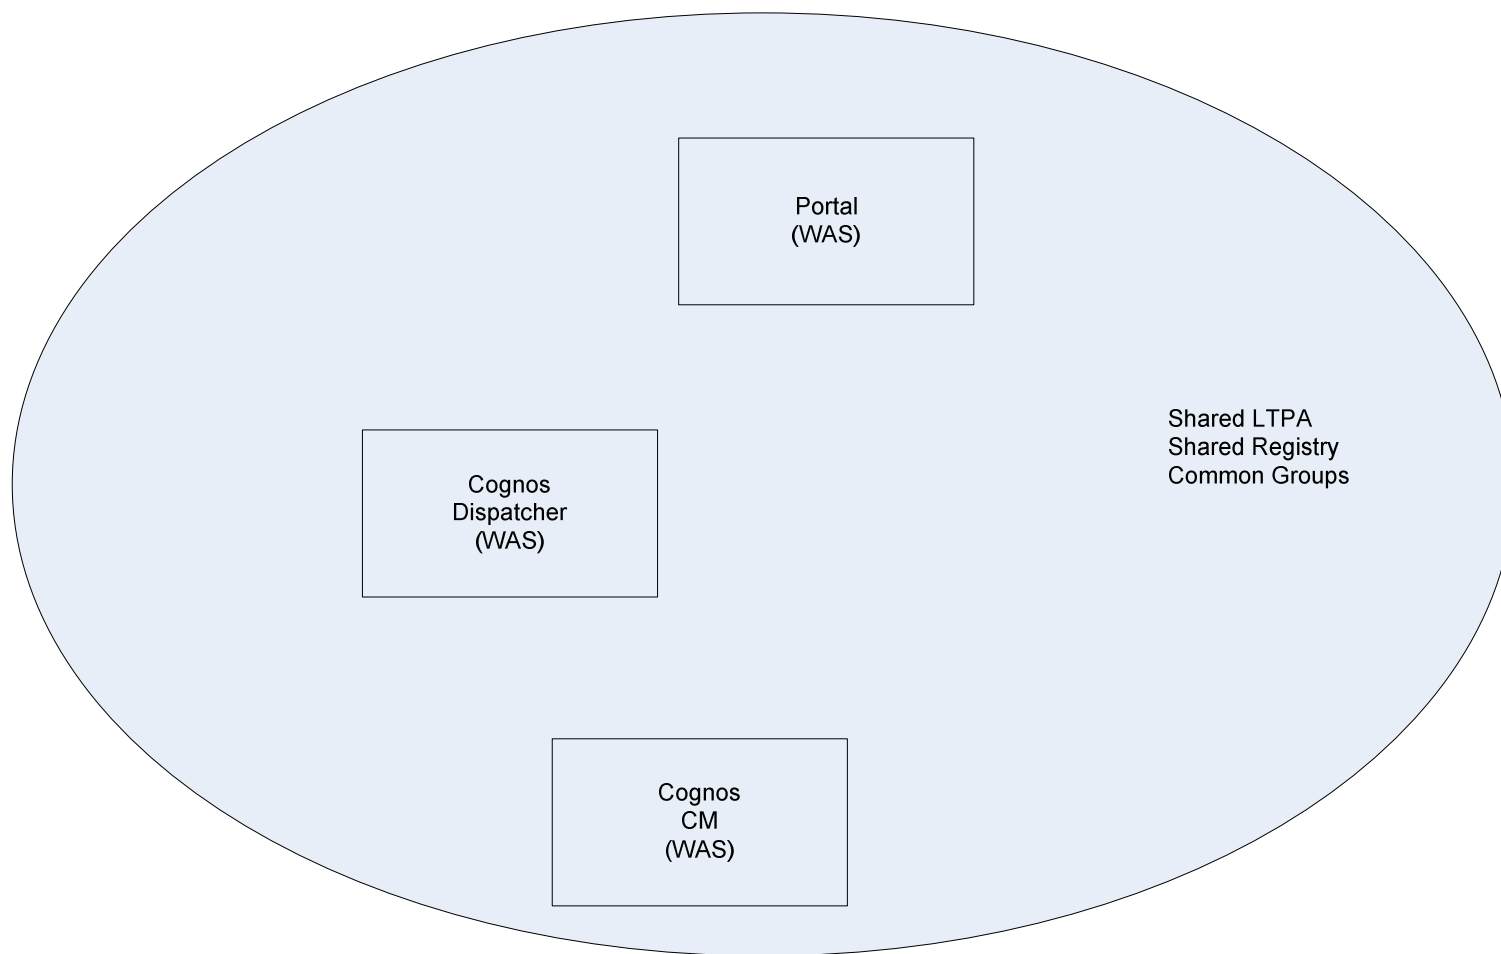 Portal
(WAS)
Shared LTPA
Shared Registry
Common Groups
Cognos
Dispatcher
(WAS)
Cognos
CM
(WAS)